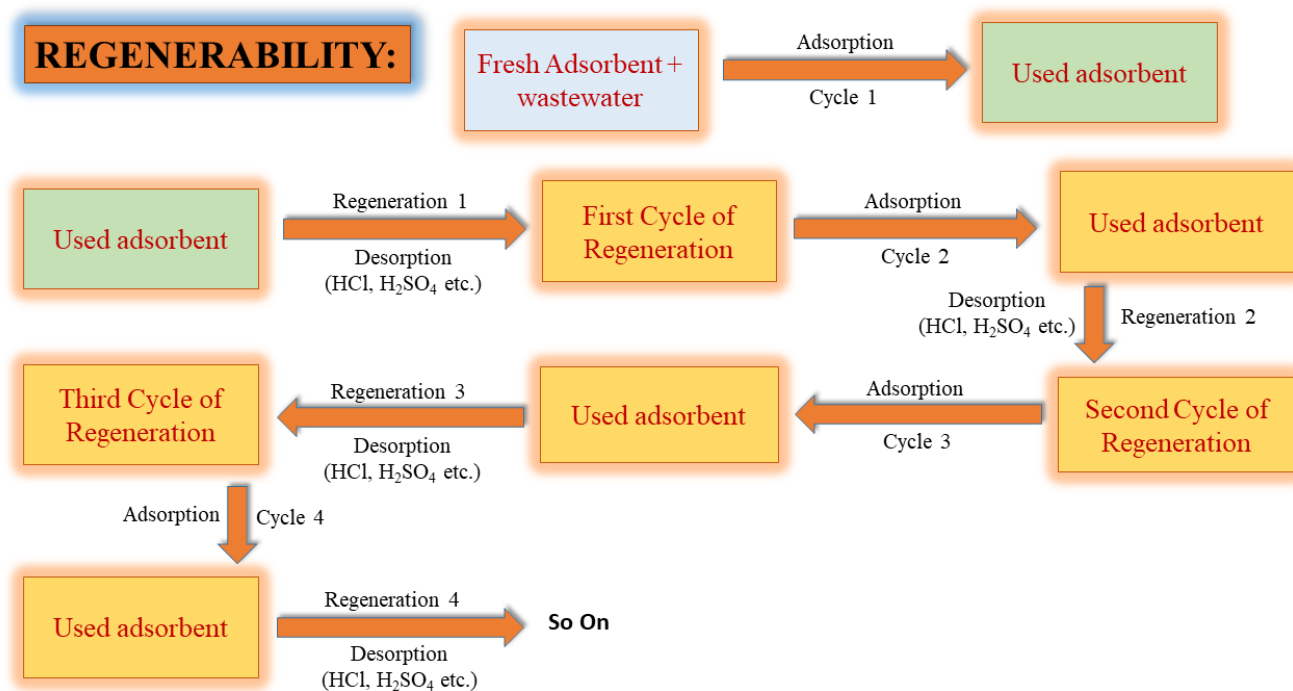 REGENERABILITY:
Fresh Adsorbent +
wastewater
Adsorption
Cycle 1
Used adsorbent
Used adsorbent
Regeneration 1
Desorption
(HCl, H₂SO₄ etc.)
First Cycle of
Regeneration
Adsorption
Cycle 2
Used adsorbent
Desorption
(HCl, H₂SO₄ etc.)
Regeneration 2
Second Cycle of
Regeneration
Adsorption
Cycle 3
Used adsorbent
Regeneration 3
Desorption
(HCl, H₂SO₄ etc.)
Third Cycle of
Regeneration
Adsorption
Cycle 4
Used adsorbent
Regeneration 4
Desorption
(HCl, H₂SO₄ etc.)
So On